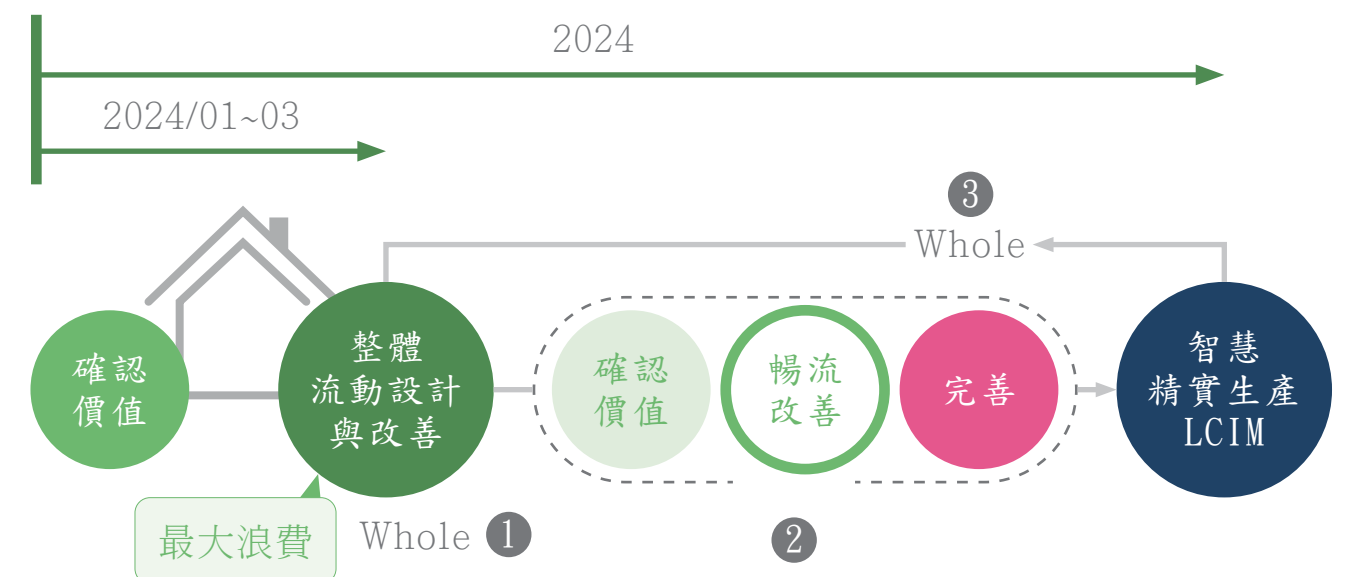 2024
2024/01~03
3
Whole
確認
價值
整體
流動設計
與改善
確認
價值
暢流
改善
完善
智慧
精實生產
LCIM
最大浪費
Whole 1
2